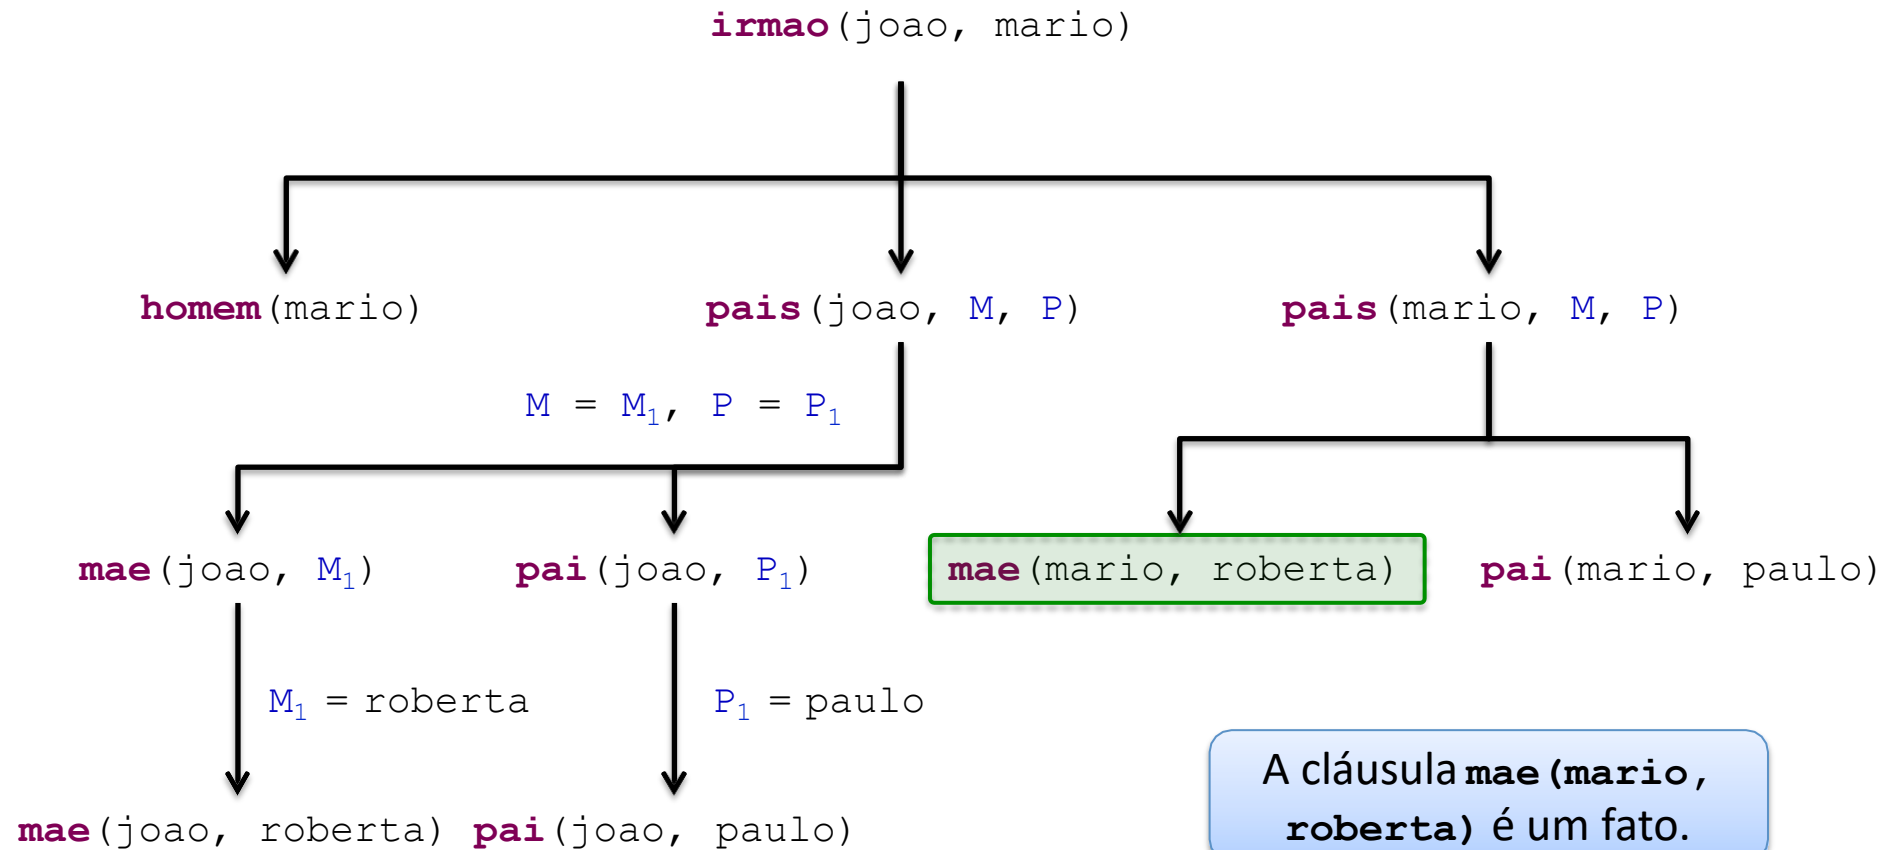 irmao(joao, mario)
homem(mario)
pais(joao, M, P)
pais(mario, M, P)
M = M₁, P = P₁
mae(joao, M₁)
pai(joao, P₁)
mae(mario, roberta)
pai(mario, paulo)
M₁ = roberta
P₁ = paulo
A cláusula mae(mario,
roberta) é um fato.
mae(joao, roberta)
pai(joao, paulo)